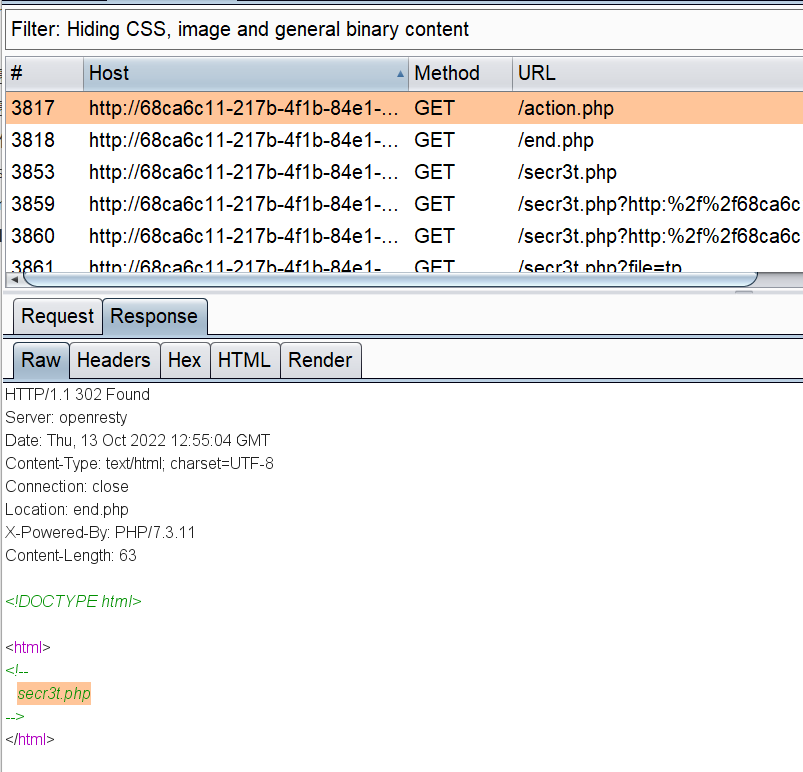 Filter: Hiding CSS, image and general binary content
# Host Method URL
3817 http://68ca6c11-217b-4f1b-84e1-... GET /action.php
3818 http://68ca6c11-217b-4f1b-84e1-... GET /end.php
3853 http://68ca6c11-217b-4f1b-84e1-... GET /secr3t.php
3859 http://68ca6c11-217b-4f1b-84e1-... GET /secr3t.php?http:%2f%2f68ca6c
3860 http://68ca6c11-217b-4f1b-84e1-... GET /secr3t.php?http:%2f%2f68ca6c
3861 http://68ca6c11-217b-4f1b-84e1-... GET /secr3t.php?file=tp
Request Response
Raw Headers Hex HTML Render
HTTP/1.1 302 Found
Server: openresty
Date: Thu, 13 Oct 2022 12:55:04 GMT
Content-Type: text/html; charset=UTF-8
Connection: close
Location: end.php
X-Powered-By: PHP/7.3.11
Content-Length: 63
<!DOCTYPE html>
<html>
<!--
secr3t.php
-->
</html>